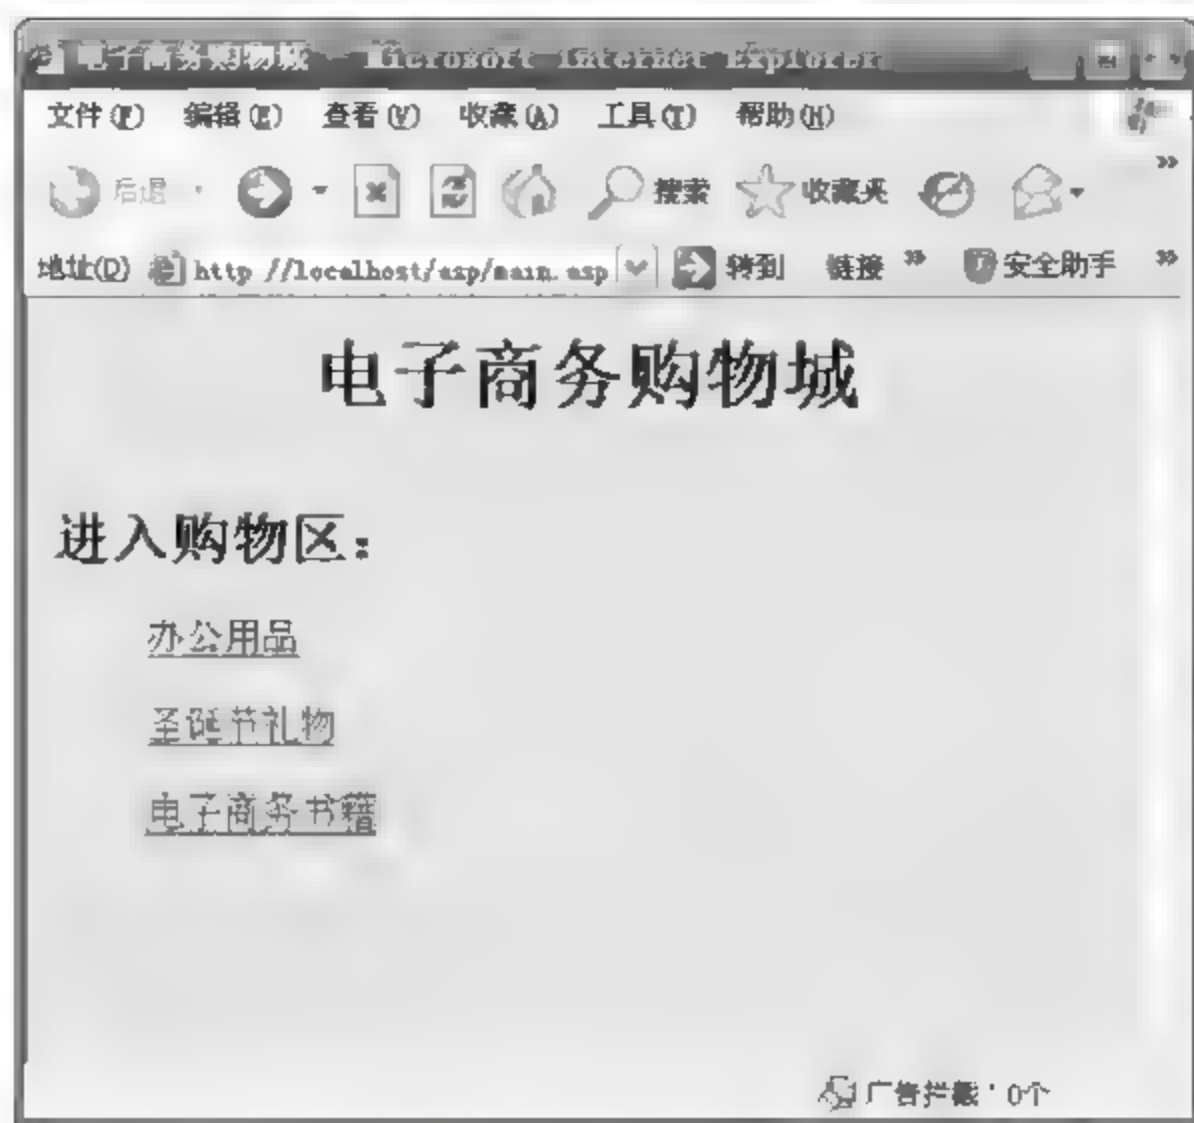 电子商务购物城 - Microsoft Internet Explorer
文件(F) 编辑(E) 查看(V) 收藏(A) 工具(T) 帮助(H)
后退 搜索 收藏夹 »
地址(D) http://localhost/asp/main.asp 转到 链接 » 安全助手 »
电子商务购物城
进入购物区：
办公用品
圣诞节礼物
电子商务书籍
广告拦截：0个